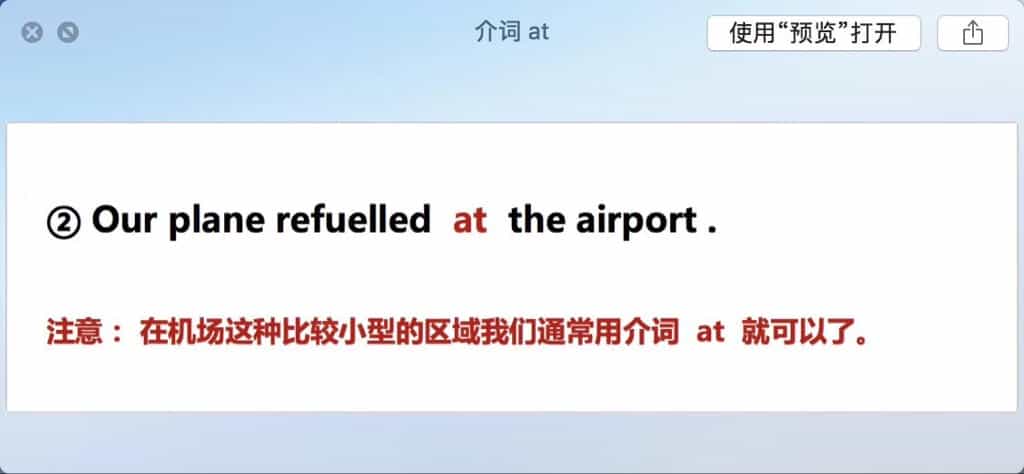 介词 at
使用“预览”打开
② Our plane refuelled at the airport .
注意： 在机场这种比较小型的区域我们通常用介词 at 就可以了。